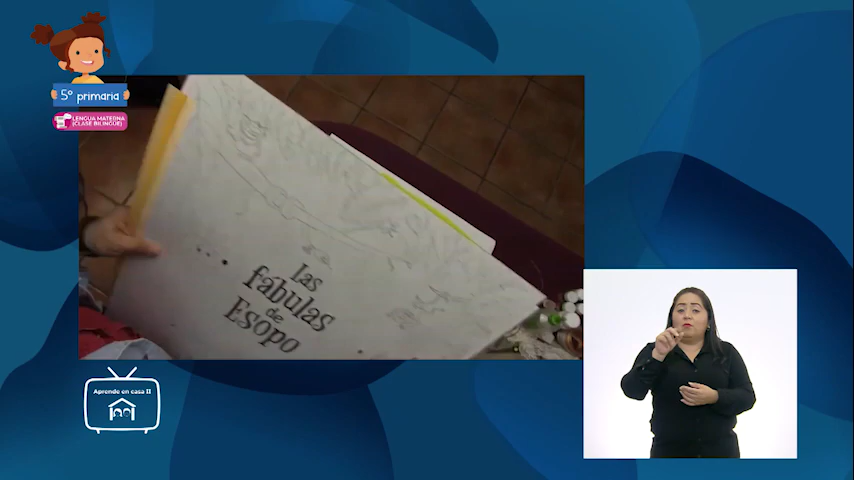 5° primaria
LENGUA MATERNA
(CLASE BILINGÜE)
las
fábulas
de
Esopo
Aprende en casa II